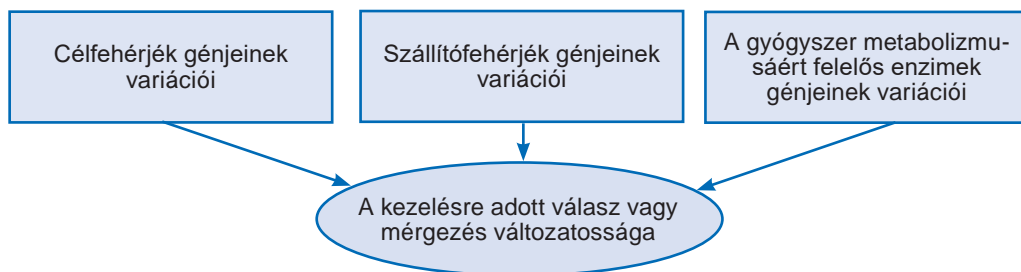 Célfehérjék génjeinek
variációi
Szállítófehérjék génjeinek
variációi
A gyógyszer metabolizmu-
sáért felelős enzimek
génjeinek variációi
A kezelésre adott válasz vagy
mérgezés változatossága